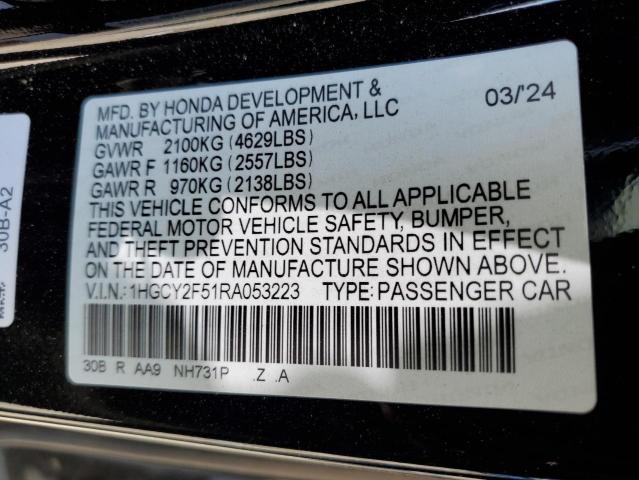 MFD. BY HONDA DEVELOPMENT & 03/'24
MANUFACTURING OF AMERICA, LLC
GVWR 2100KG (4629LBS)
GAWR F 1160KG (2557LBS)
GAWR R 970KG (2138LBS)
THIS VEHICLE CONFORMS TO ALL APPLICABLE
FEDERAL MOTOR VEHICLE SAFETY, BUMPER,
AND THEFT PREVENTION STANDARDS IN EFFECT
ON THE DATE OF MANUFACTURE SHOWN ABOVE.
V.I.N.:1HGCY2F51RA053223 TYPE:PASSENGER CAR
30B R AA9 NH731P .Z .A
30B-A2